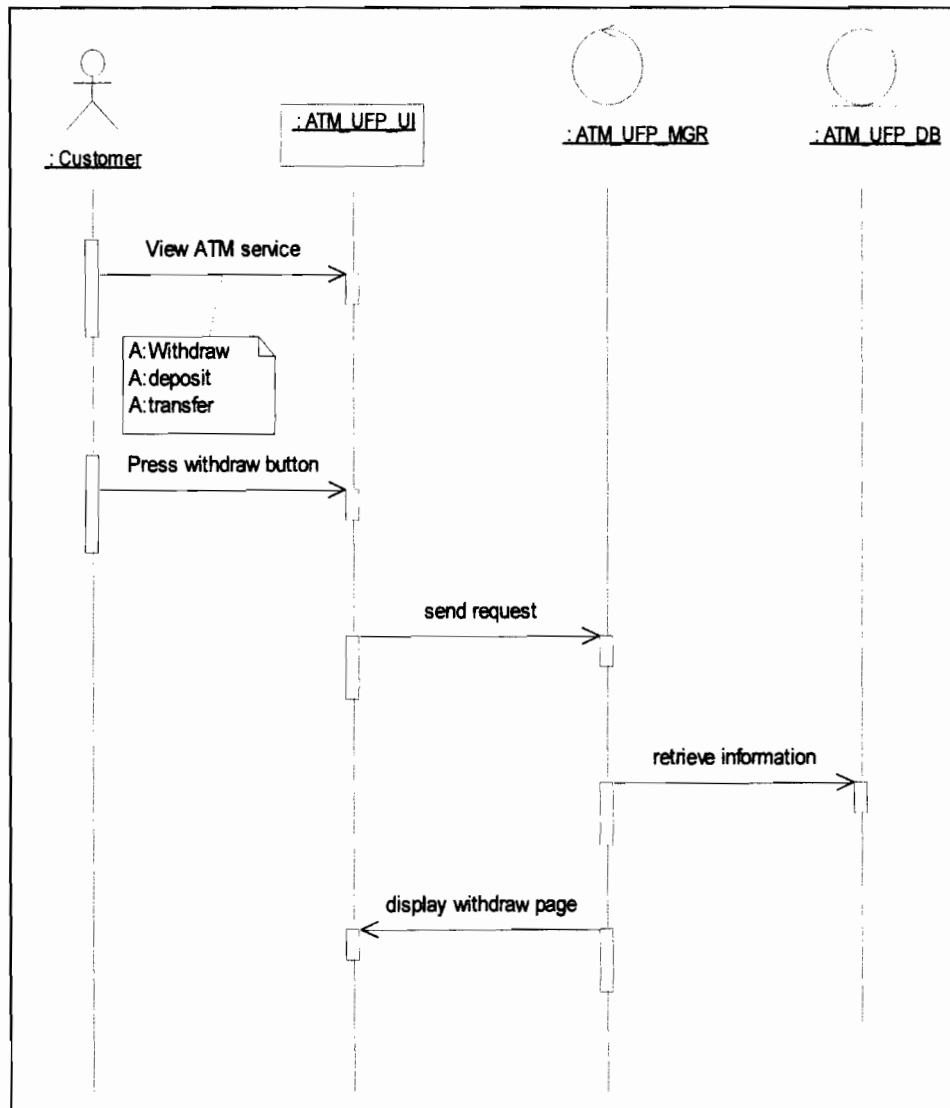 : Customer
: ATM_UFP_UI
: ATM_UFP_MGR
: ATM_UFP_DB
View ATM service
A:Withdraw
A:deposit
A:transfer
Press withdraw button
send request
retrieve information
display withdraw page